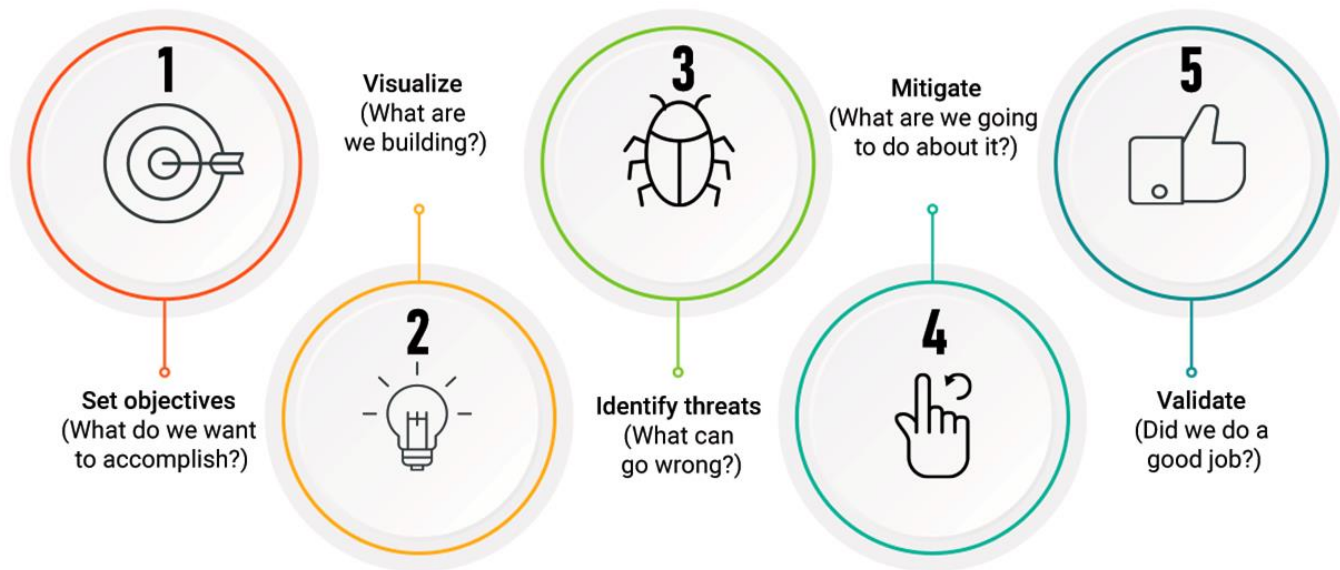 1
Set objectives
(What do we want
to accomplish?)
Visualize
(What are
we building?)
2
3
Identify threats
(What can
go wrong?)
Mitigate
(What are we going
to do about it?)
4
5
Validate
(Did we do a
good job?)